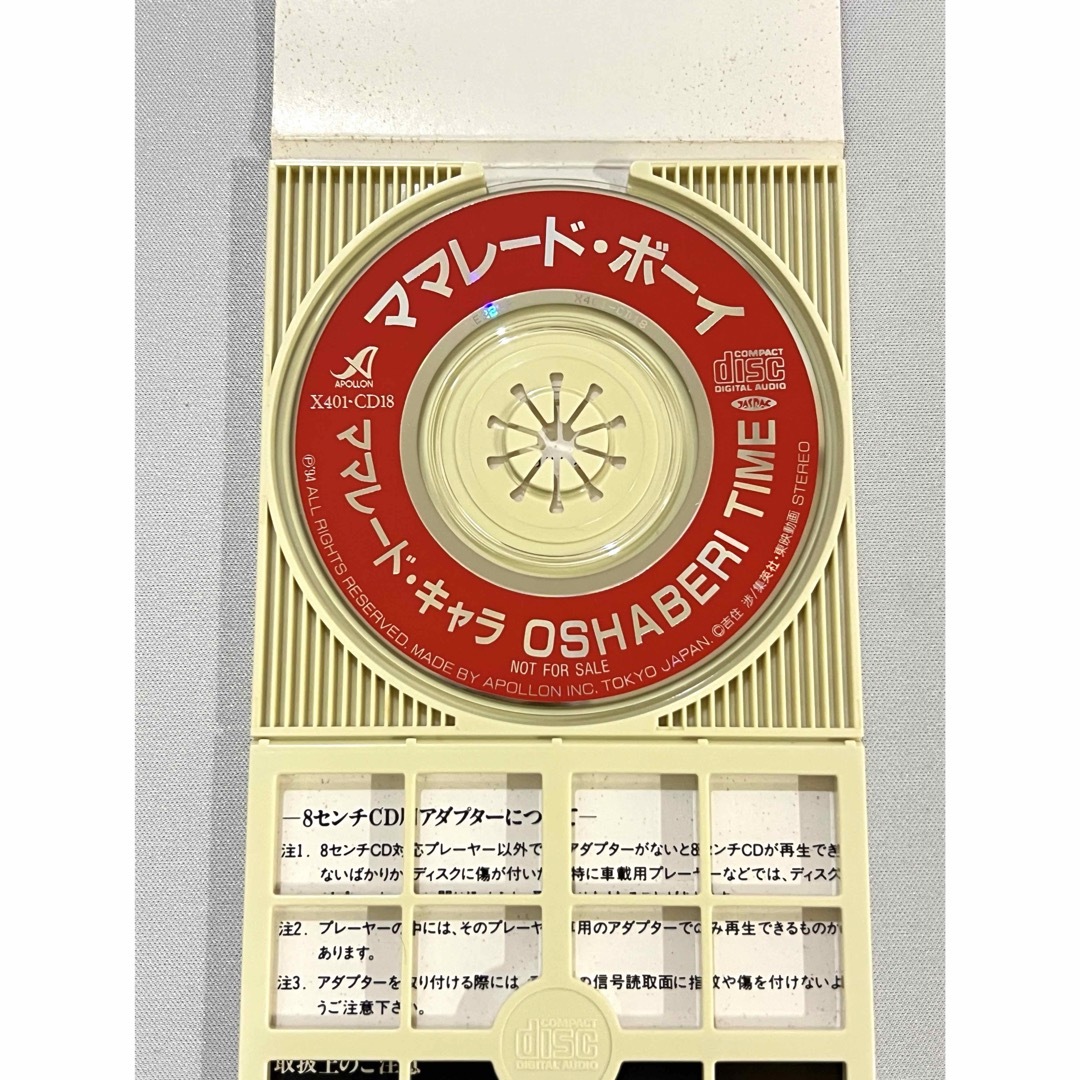 ママレード・ボーイ
APOLLON
X401-CD18
COMPACT
disc
DIGITAL AUDIO
JASRAC
X401-CD18
ママレード・キャラ OSHABERI TIME
NOT FOR SALE
℗'94 ALL RIGHTS RESERVED. MADE BY APOLLON INC. TOKYO JAPAN. ©吉住 渉/集英社・東映動画 STEREO
—8センチCD用アダプターについて—
注1. 8センチCD対応プレーヤー以外で アダプターがないと8センチCDが再生でき
ないばかりか ディスクに傷が付いた 特に車載用プレーヤーなどでは、ディスク
注2. プレーヤーの中には、そのプレーヤ 専用のアダプターでのみ再生できるものが
あります。
注3. アダプターを取り付ける際には の信号読取面に指紋や傷を付けないよ
うご注意下さい。
COMPACT
disc
DIGITAL AUDIO
取扱上のご注意